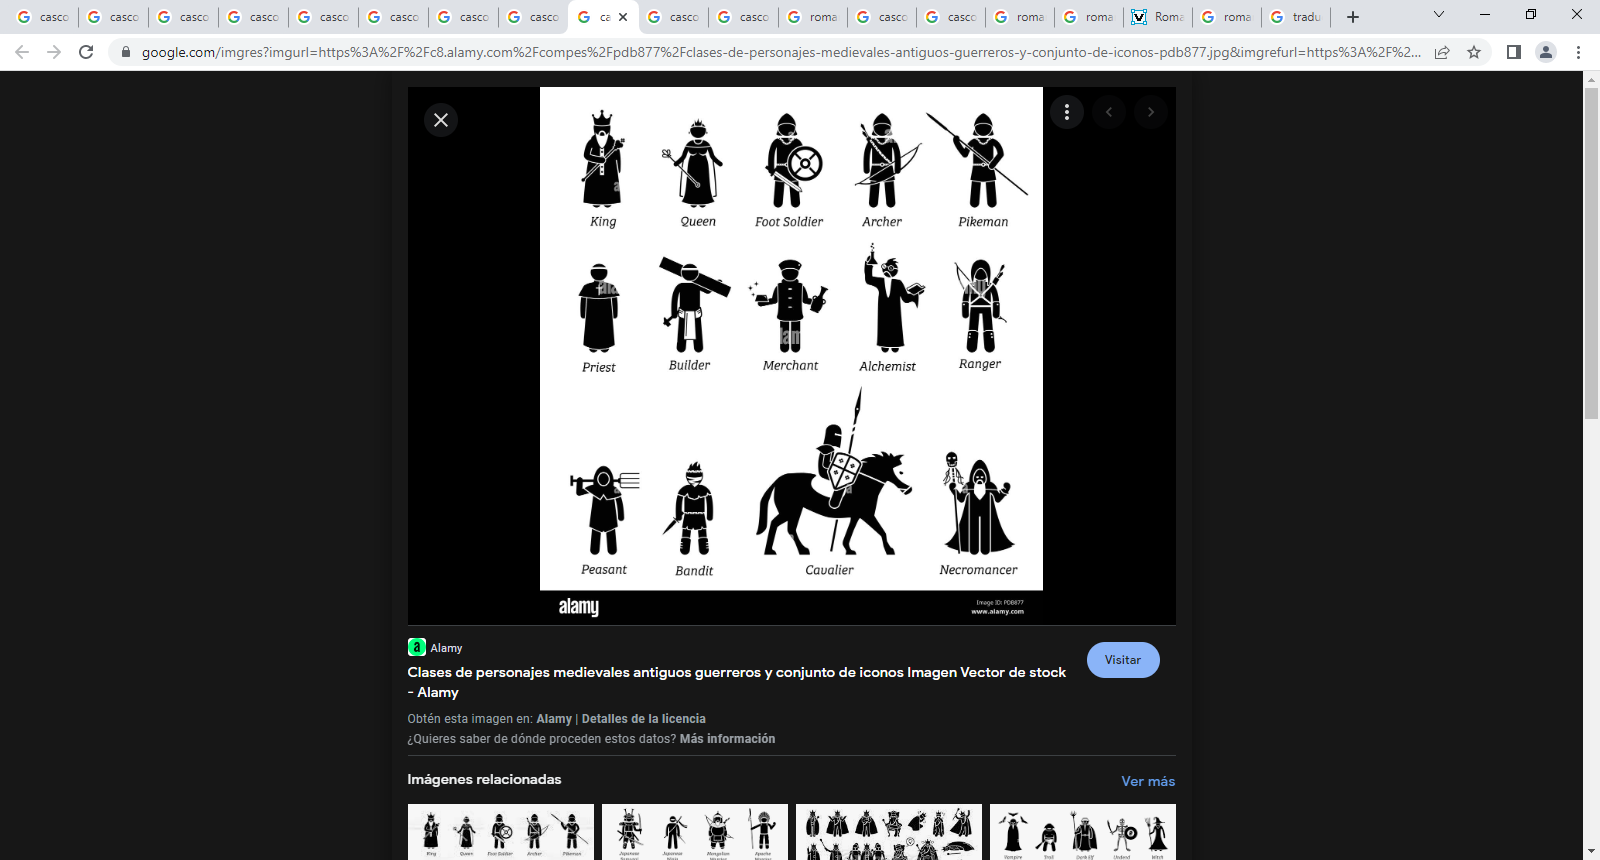 casco
casco
casco
casco
casco
casco
casco
casco
ca
casco
casco
roma
casco
casco
roma
roma
Roma
roma
tradu
google.com/imgres?imgurl=https%3A%2F%2Fc8.alamy.com%2Fcompes%2Fpdb877%2Fclases-de-personajes-medievales-antiguos-guerreros-y-conjunto-de-iconos-pdb877.jpg&imgrefurl=https%3A%2F%2...
King Queen Foot Soldier Archer Pikeman
Priest Builder Merchant Alchemist Ranger
Peasant Bandit Cavalier Necromancer
alamy
Image ID: PDB877
www.alamy.com
a Alamy
Visitar
Clases de personajes medievales antiguos guerreros y conjunto de iconos Imagen Vector de stock
- Alamy
Obtén esta imagen en: Alamy | Detalles de la licencia
¿Quieres saber de dónde proceden estos datos? Más información
Imágenes relacionadas
Ver más
King Queen Foot Soldier Archer Pikeman
Vampire Troll Dark Elf Undead Witch